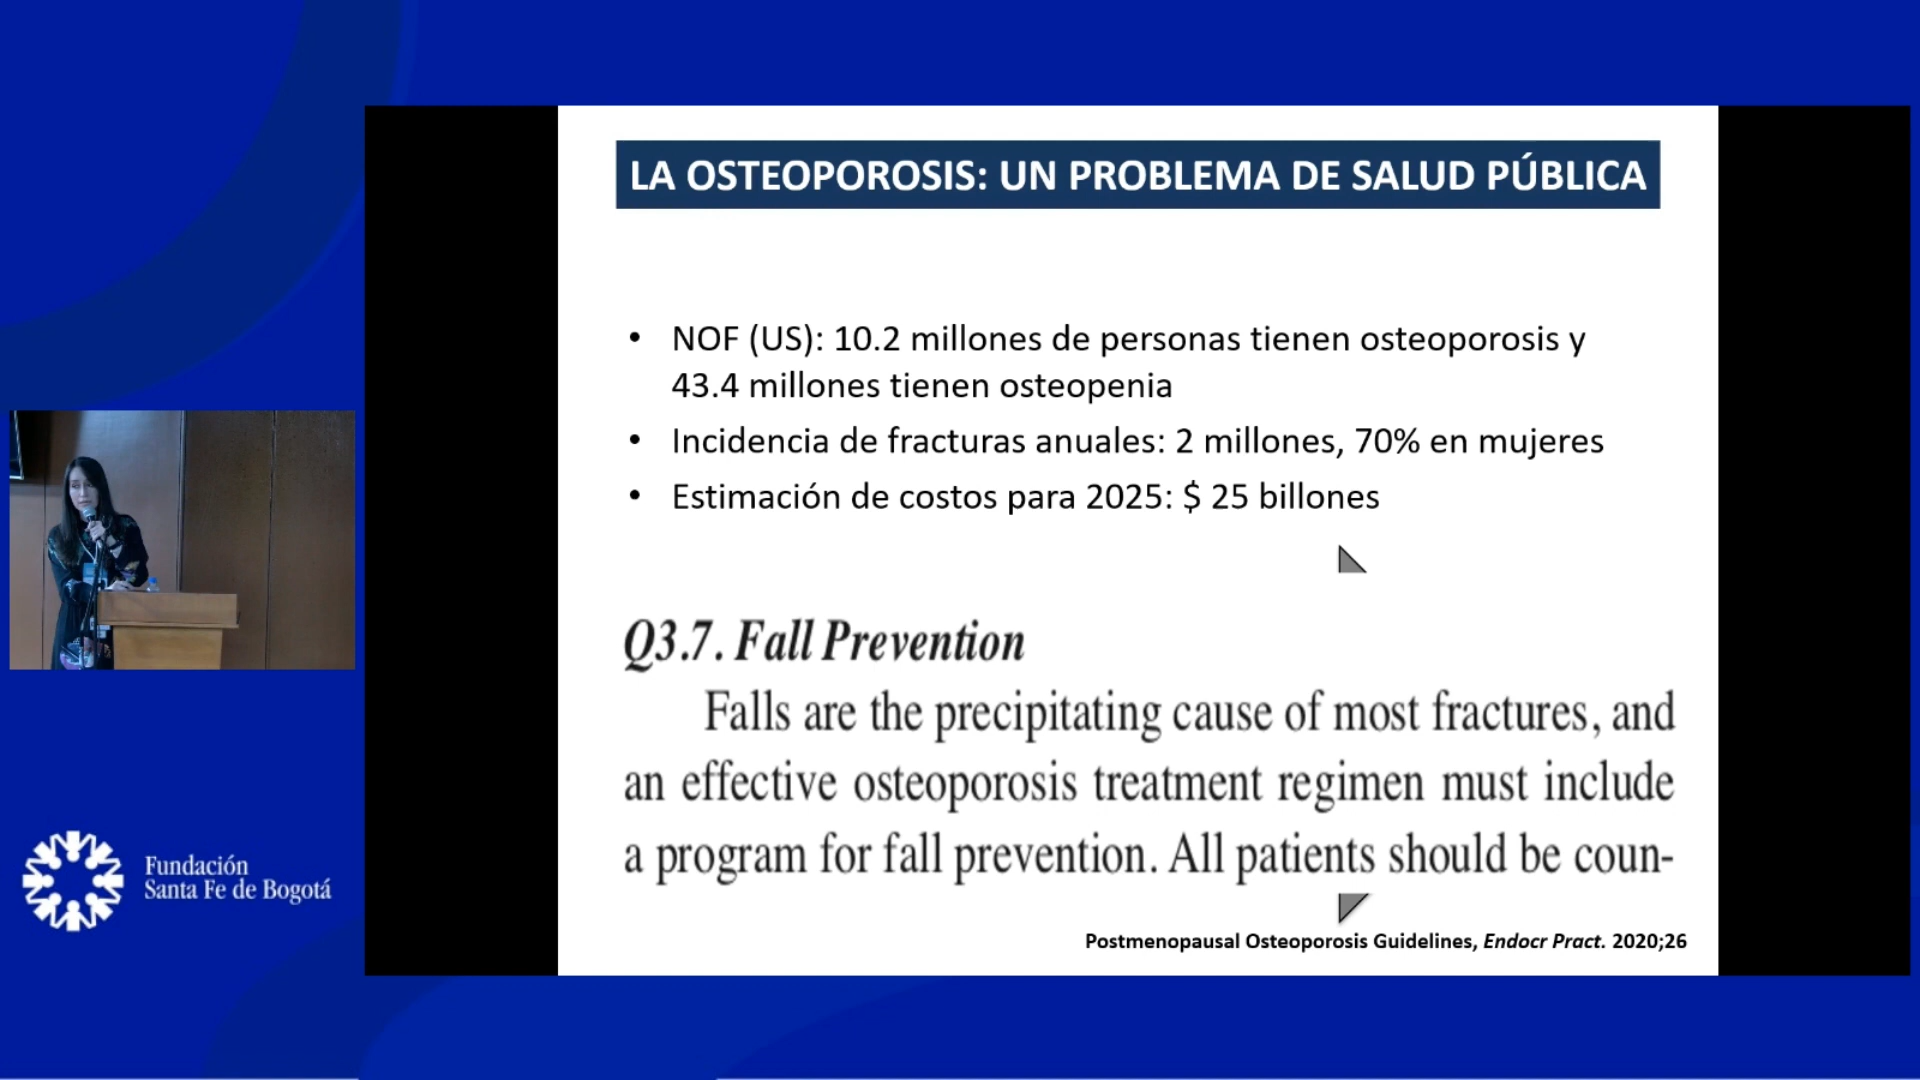 LA OSTEOPOROSIS: UN PROBLEMA DE SALUD PÚBLICA
• NOF (US): 10.2 millones de personas tienen osteoporosis y
43.4 millones tienen osteopenia
• Incidencia de fracturas anuales: 2 millones, 70% en mujeres
• Estimación de costos para 2025: $ 25 billones
Q3.7. Fall Prevention
Falls are the precipitating cause of most fractures, and
an effective osteoporosis treatment regimen must include
a program for fall prevention. All patients should be coun-
Postmenopausal Osteoporosis Guidelines, Endocr Pract. 2020;26
Fundación
Santa Fe de Bogotá